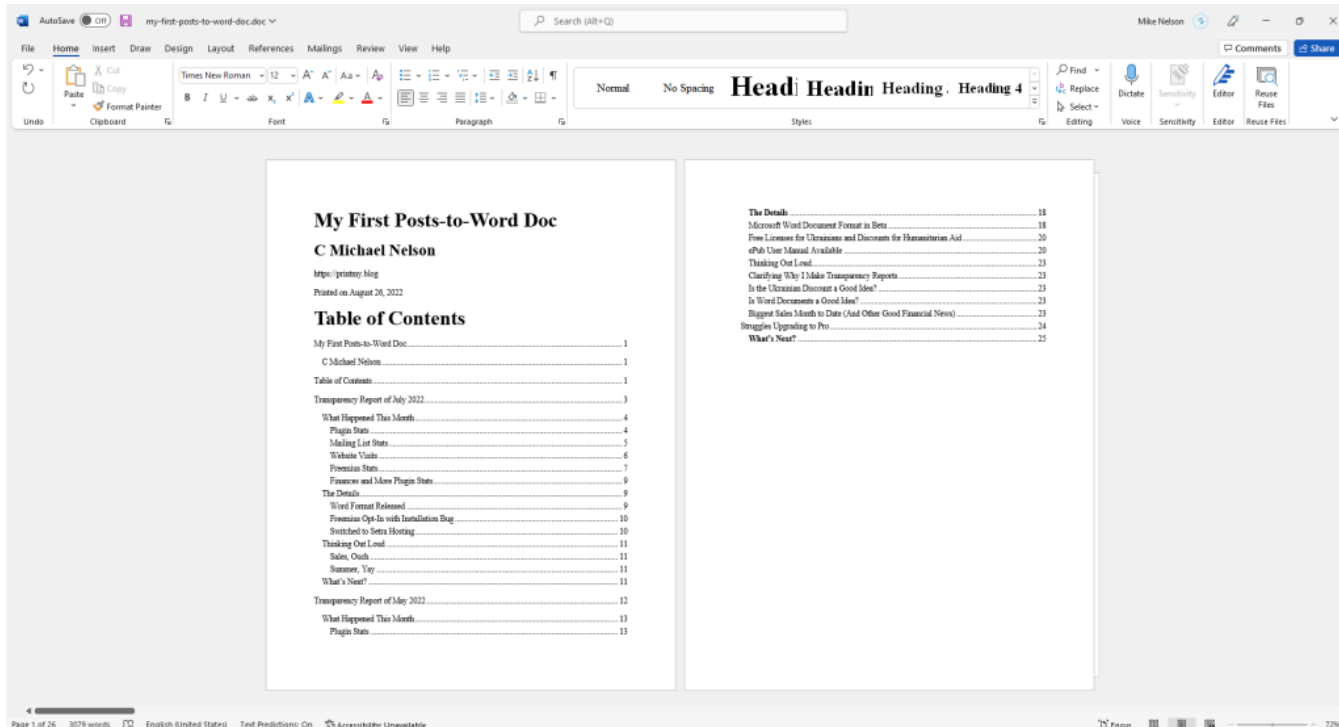 AutoSave Off my-first-posts-to-word-doc.doc Search (Alt+Q) Mike Nelson
File Home Insert Draw Design Layout References Mailings Review View Help Comments Share
Paste
Cut
Copy
Format Painter
Times New Roman 12
Normal No Spacing Headi Headin Heading Heading 4
Find
Replace
Select
Dictate
Sensitivity
Editor
Reuse Files
Undo Clipboard Font Paragraph Styles Editing Voice Sensitivity Editor Reuse Files
My First Posts-to-Word Doc
C Michael Nelson
https://printmy.blog
Printed on August 26, 2022
Table of Contents
My First Posts-to-Word Doc 1
C Michael Nelson 1
Table of Contents 1
Transparency Report of July 2022 3
What Happened This Month 4
Plugin Stats 4
Mailing List Stats 5
Website Visits 6
Freemius Stats 7
Finances and More Plugin Stats 9
The Details 9
Word Format Released 9
Freemius Opt-In with Installation Bug 10
Switched to Setra Hosting 10
Thinking Out Loud 11
Sales, Ouch 11
Summer, Yay 11
What's Next? 11
Transparency Report of May 2022 12
What Happened This Month 13
Plugin Stats 13
The Details 18
Microsoft Word Document Format in Beta 18
Free Licenses for Ukrainians and Discounts for Humanitarian Aid 20
ePub User Manual Available 20
Thinking Out Loud 23
Clarifying Why I Make Transparency Reports 23
Is the Ukrainian Discount a Good Idea? 23
Is Word Documents a Good Idea? 23
Biggest Sales Month to Date (And Other Good Financial News) 23
Struggles Upgrading to Pro 24
What's Next? 25
Page 1 of 26 3079 words English (United States) Text Predictions: On Accessibility: Unavailable Focus 72%